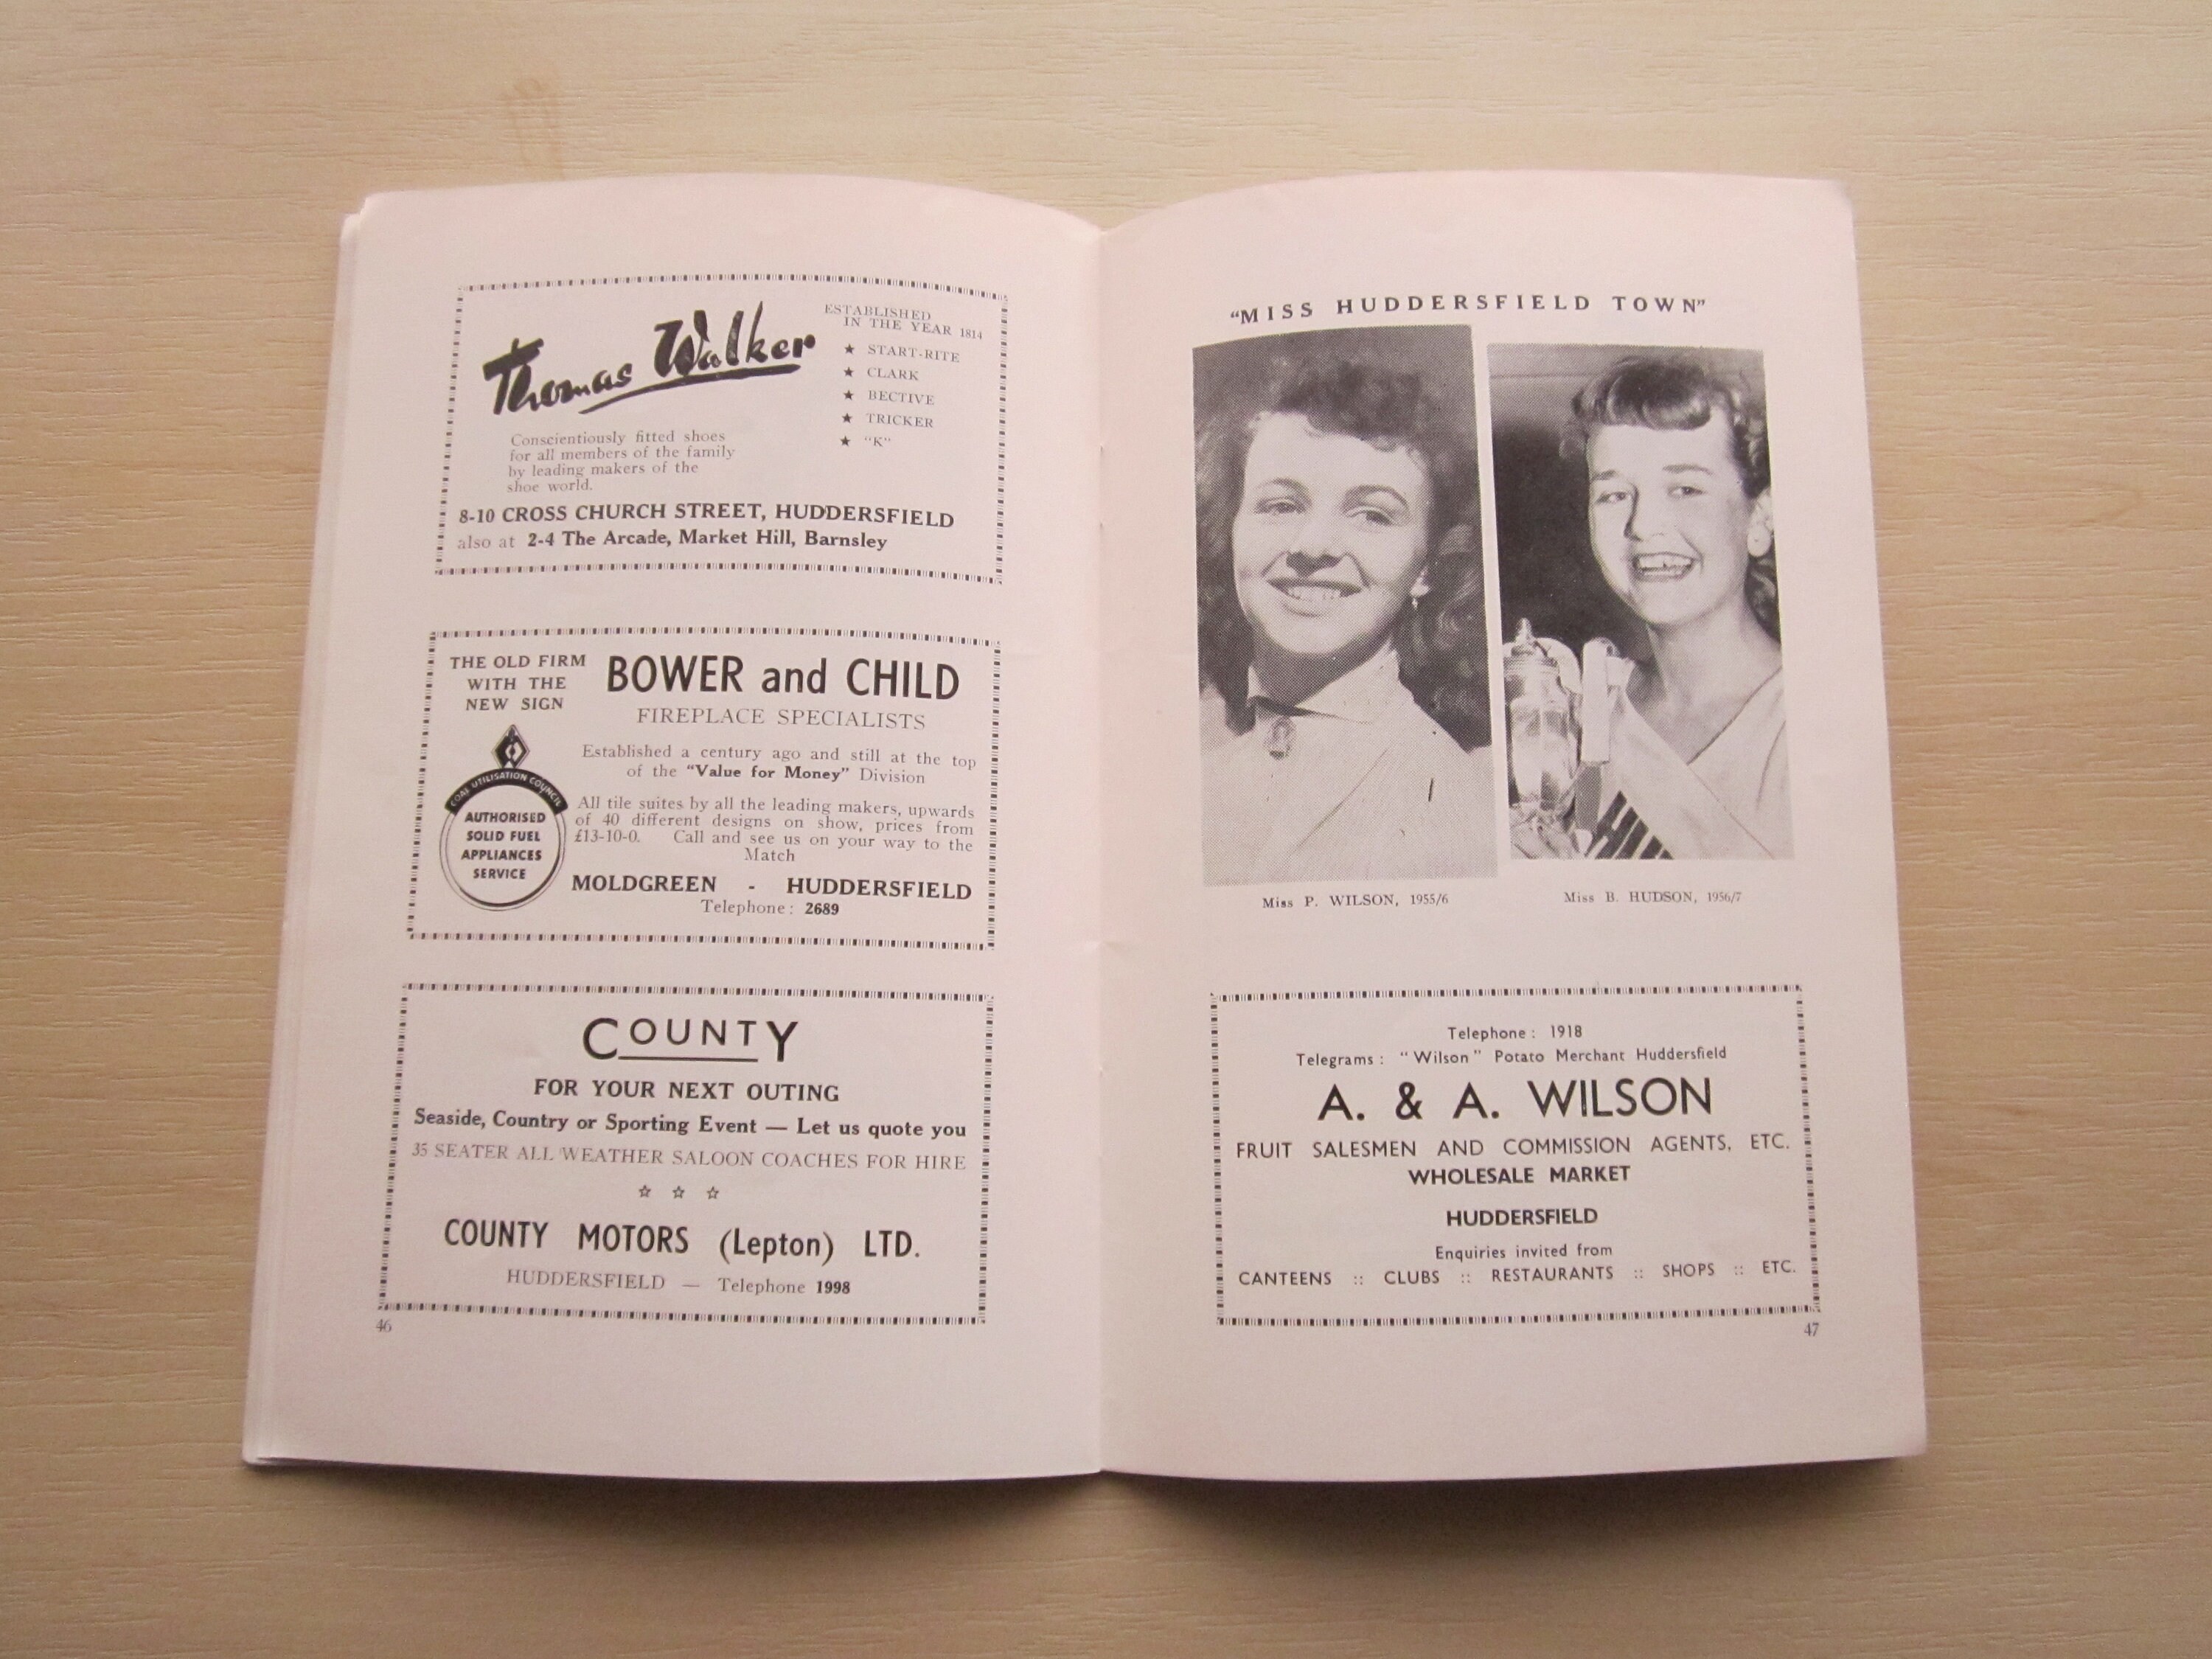 Thomas Walker
ESTABLISHED
IN THE YEAR 1814
★ START-RITE
★ CLARK
★ BECTIVE
★ TRICKER
★ "K"
Conscientiously fitted shoes
for all members of the family
by leading makers of the
shoe world.
8-10 CROSS CHURCH STREET, HUDDERSFIELD
also at 2-4 The Arcade, Market Hill, Barnsley
THE OLD FIRM
WITH THE
NEW SIGN
BOWER and CHILD
FIREPLACE SPECIALISTS
Established a century ago and still at the top
of the "Value for Money" Division
COAL UTILISATION COUNCIL
AUTHORISED
SOLID FUEL
APPLIANCES
SERVICE
All tile suites by all the leading makers, upwards
of 40 different designs on show, prices from
£13-10-0. Call and see us on your way to the
Match
MOLDGREEN - HUDDERSFIELD
Telephone: 2689
COUNTY
FOR YOUR NEXT OUTING
Seaside, Country or Sporting Event — Let us quote you
35 SEATER ALL WEATHER SALOON COACHES FOR HIRE
☆ ☆ ☆
COUNTY MOTORS (Lepton) LTD.
HUDDERSFIELD — Telephone 1998
46
"MISS HUDDERSFIELD TOWN"
Miss P. WILSON, 1955/6
Miss B. HUDSON, 1956/7
Telephone: 1918
Telegrams: "Wilson" Potato Merchant Huddersfield
A. & A. WILSON
FRUIT SALESMEN AND COMMISSION AGENTS, ETC.
WHOLESALE MARKET
HUDDERSFIELD
Enquiries invited from
CANTEENS :: CLUBS :: RESTAURANTS :: SHOPS :: ETC.
47